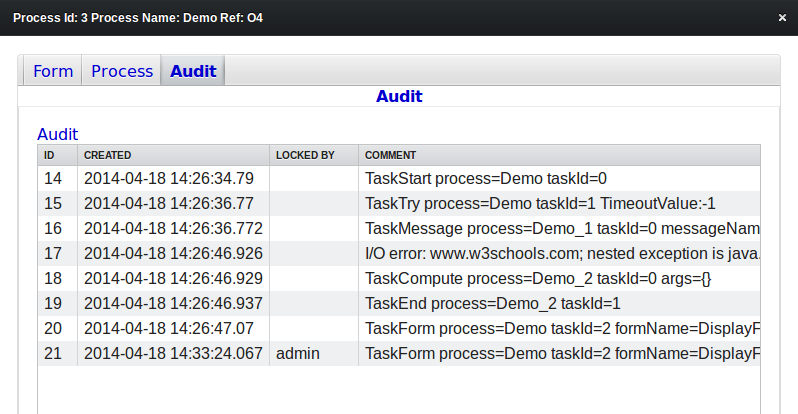 Process Id: 3 Process Name: Demo Ref: O4 ×
Form Process Audit
Audit
Audit
ID CREATED LOCKED BY COMMENT
14 2014-04-18 14:26:34.79 TaskStart process=Demo taskId=0
15 2014-04-18 14:26:36.77 TaskTry process=Demo taskId=1 TimeoutValue:-1
16 2014-04-18 14:26:36.772 TaskMessage process=Demo_1 taskId=0 messageNam
17 2014-04-18 14:26:46.926 I/O error: www.w3schools.com; nested exception is java.
18 2014-04-18 14:26:46.929 TaskCompute process=Demo_2 taskId=0 args={}
19 2014-04-18 14:26:46.937 TaskEnd process=Demo_2 taskId=1
20 2014-04-18 14:26:47.07 TaskForm process=Demo taskId=2 formName=DisplayF
21 2014-04-18 14:33:24.067 admin TaskForm process=Demo taskId=2 formName=DisplayF